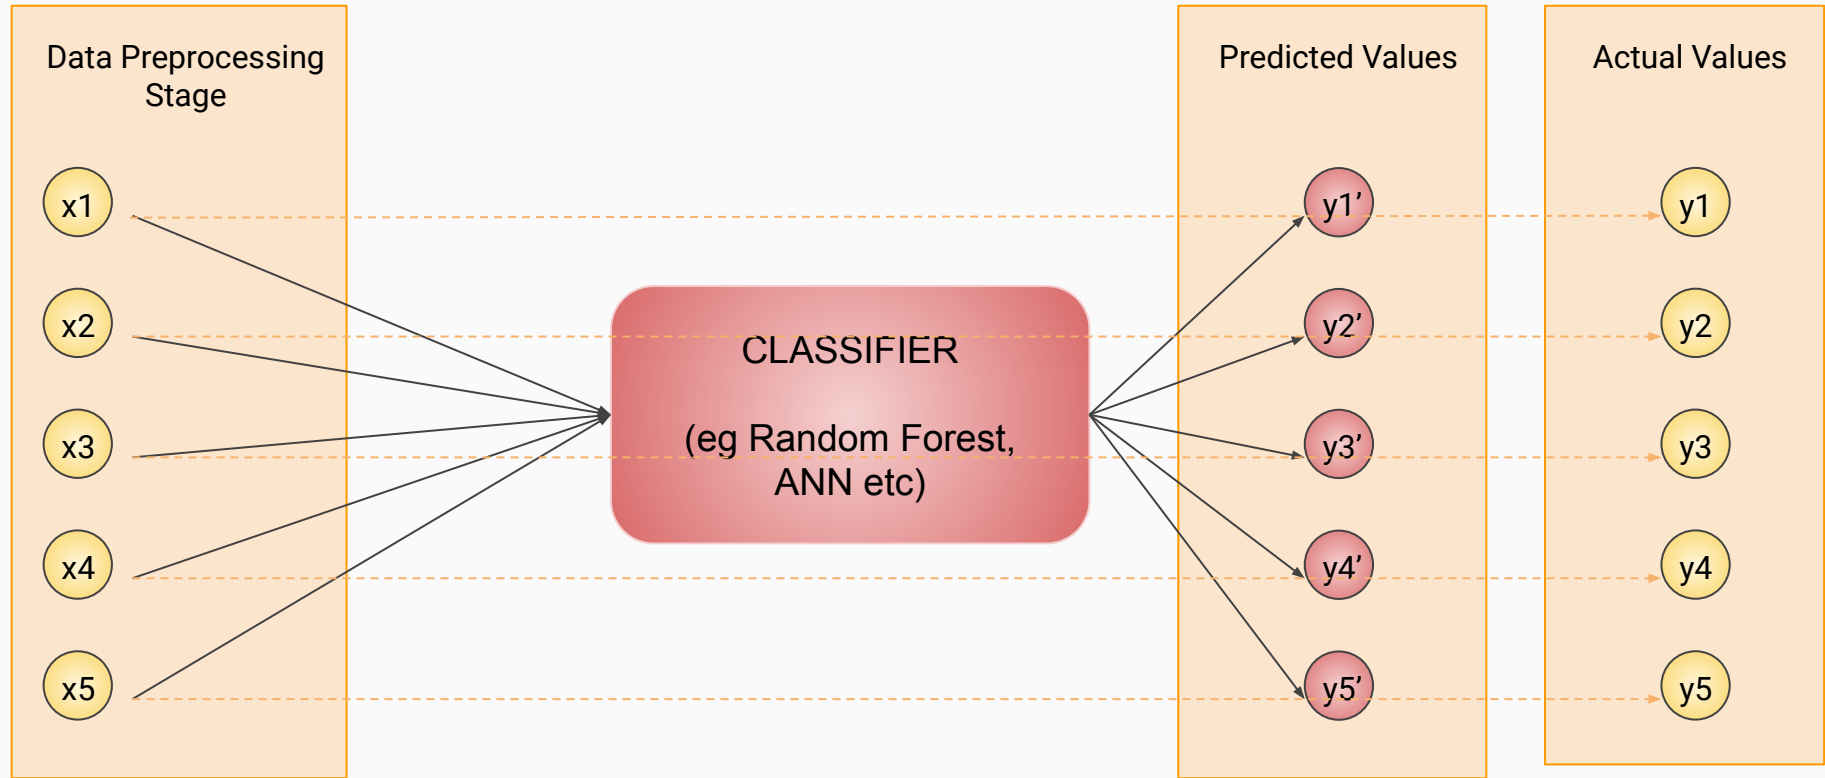 Data Preprocessing
Stage
x1
x2
x3
x4
x5
CLASSIFIER
(eg Random Forest,
ANN etc)
Predicted Values
y1’
y2’
y3’
y4’
y5’
Actual Values
y1
y2
y3
y4
y5